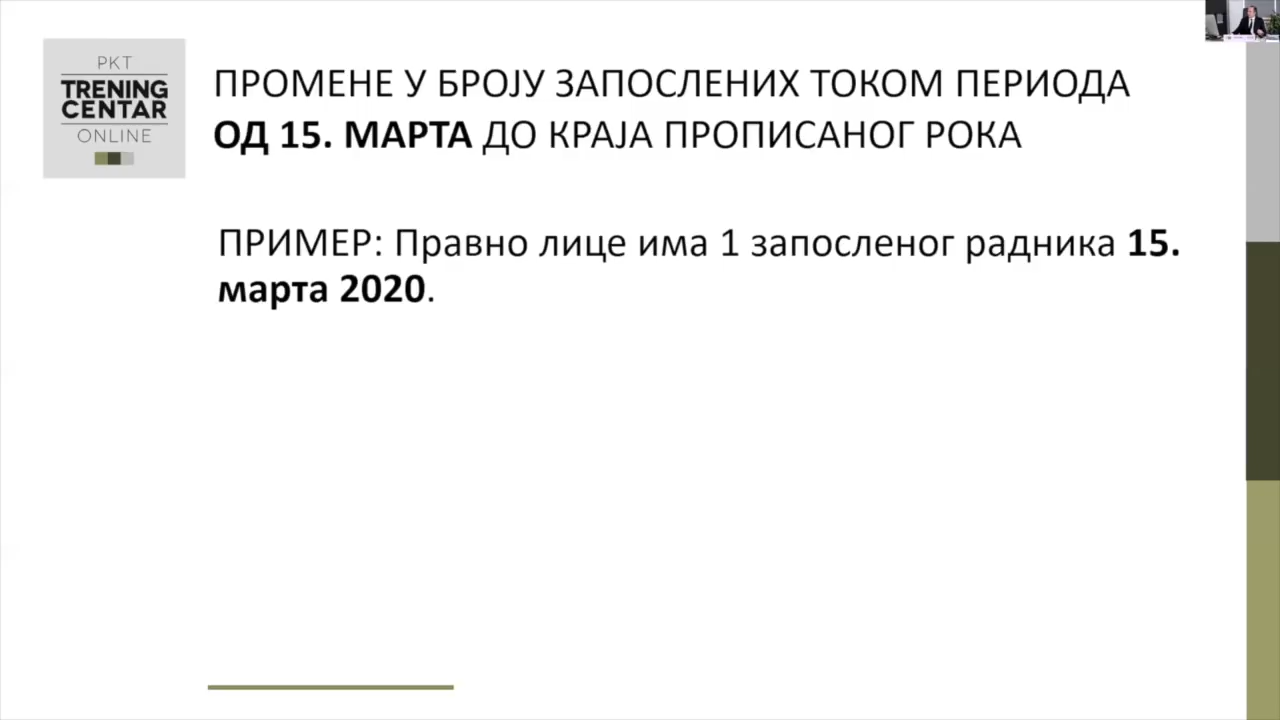 PKT
TRENING
CENTAR
ONLINE
ПРОМЕНЕ У БРОЈУ ЗАПОСЛЕНИХ ТОКОМ ПЕРИОДА
ОД 15. МАРТА ДО КРАЈА ПРОПИСАНОГ РОКА
ПРИМЕР: Правно лице има 1 запосленог радника 15.
марта 2020.